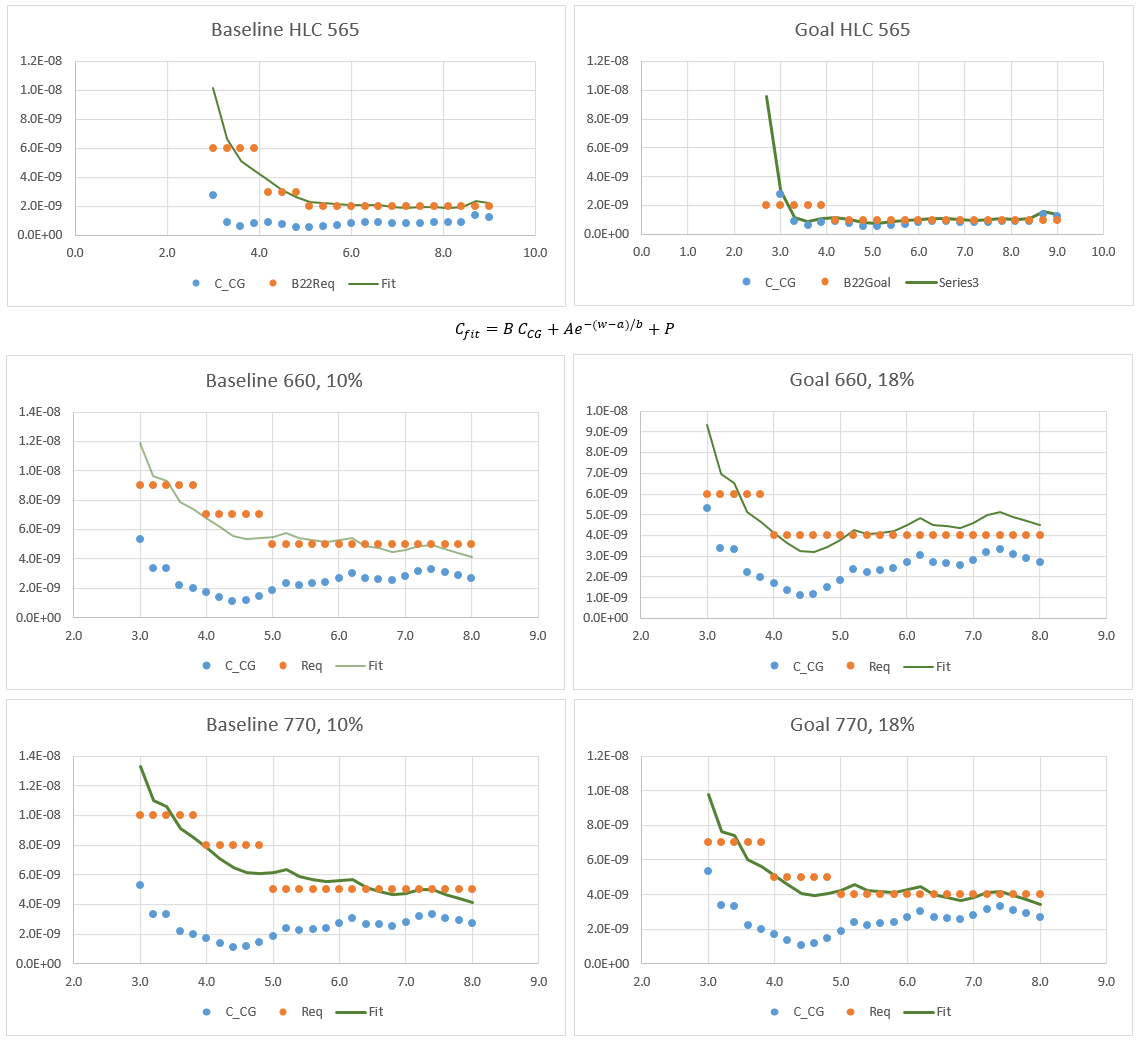 Baseline HLC 565
1.2E-08
1.0E-08
8.0E-09
6.0E-09
4.0E-09
2.0E-09
0.0E+00
0.0 2.0 4.0 6.0 8.0 10.0
C_CG B22Req Fit
Goal HLC 565
1.2E-08
1.0E-08
8.0E-09
6.0E-09
4.0E-09
2.0E-09
0.0E+00
0.0 1.0 2.0 3.0 4.0 5.0 6.0 7.0 8.0 9.0 10.0
C_CG B22Goal Series3
C_fit = B C_CG + Ae^−(w−a)/b + P
Baseline 660, 10%
1.4E-08
1.2E-08
1.0E-08
8.0E-09
6.0E-09
4.0E-09
2.0E-09
0.0E+00
2.0 3.0 4.0 5.0 6.0 7.0 8.0 9.0
C_CG Req Fit
Goal 660, 18%
1.0E-08
9.0E-09
8.0E-09
7.0E-09
6.0E-09
5.0E-09
4.0E-09
3.0E-09
2.0E-09
1.0E-09
0.0E+00
2.0 3.0 4.0 5.0 6.0 7.0 8.0 9.0
C_CG Req Fit
Baseline 770, 10%
1.4E-08
1.2E-08
1.0E-08
8.0E-09
6.0E-09
4.0E-09
2.0E-09
0.0E+00
2.0 3.0 4.0 5.0 6.0 7.0 8.0 9.0
C_CG Req Fit
Goal 770, 18%
1.2E-08
1.0E-08
8.0E-09
6.0E-09
4.0E-09
2.0E-09
0.0E+00
2.0 3.0 4.0 5.0 6.0 7.0 8.0 9.0
C_CG Req Fit